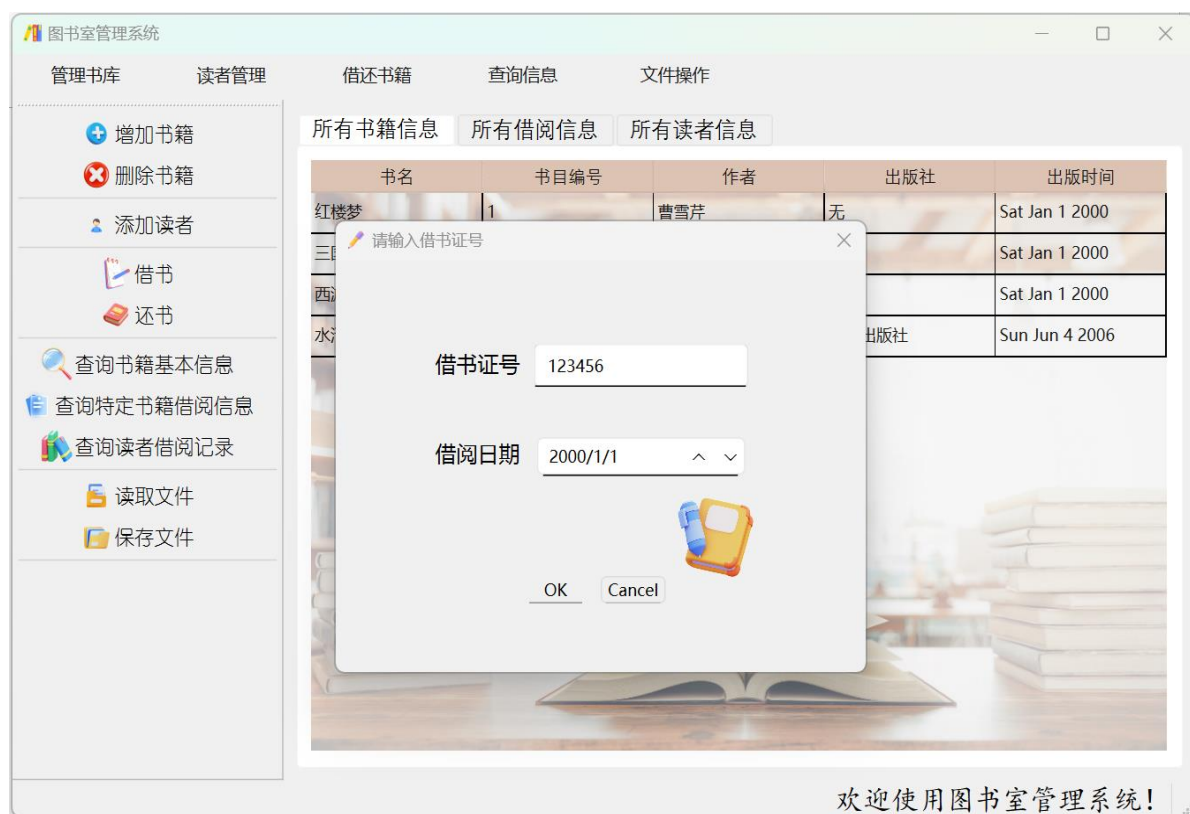 图书室管理系统
管理书库 读者管理 借还书籍 查询信息 文件操作
增加书籍
删除书籍
添加读者
借书
还书
查询书籍基本信息
查询特定书籍借阅信息
查询读者借阅记录
读取文件
保存文件
所有书籍信息 所有借阅信息 所有读者信息
书名 书目编号 作者 出版社 出版时间
红楼梦 1 曹雪芹 无 Sat Jan 1 2000
三 Sat Jan 1 2000
西 Sat Jan 1 2000
水 出版社 Sun Jun 4 2006
请输入借书证号
借书证号 123456
借阅日期 2000/1/1
OK Cancel
欢迎使用图书室管理系统！